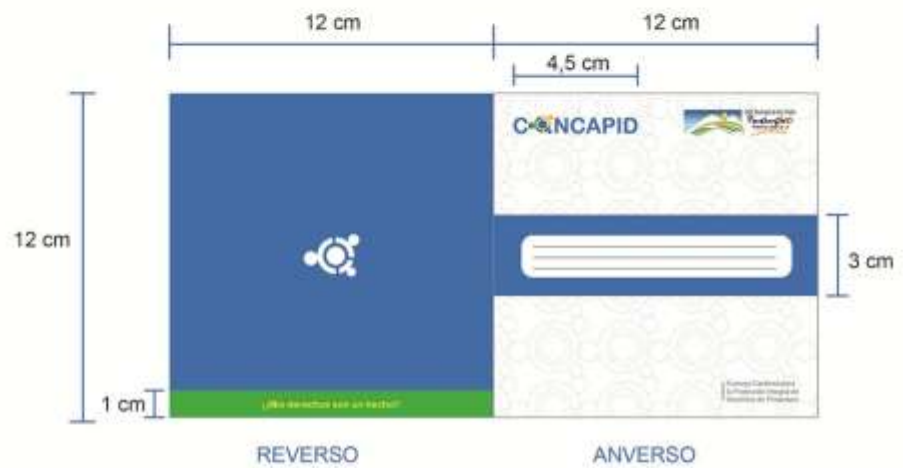 12 cm 12 cm
4,5 cm
CONCAPID
12 cm
3 cm
1 cm
¡Mis derechos son un hecho!
REVERSO ANVERSO